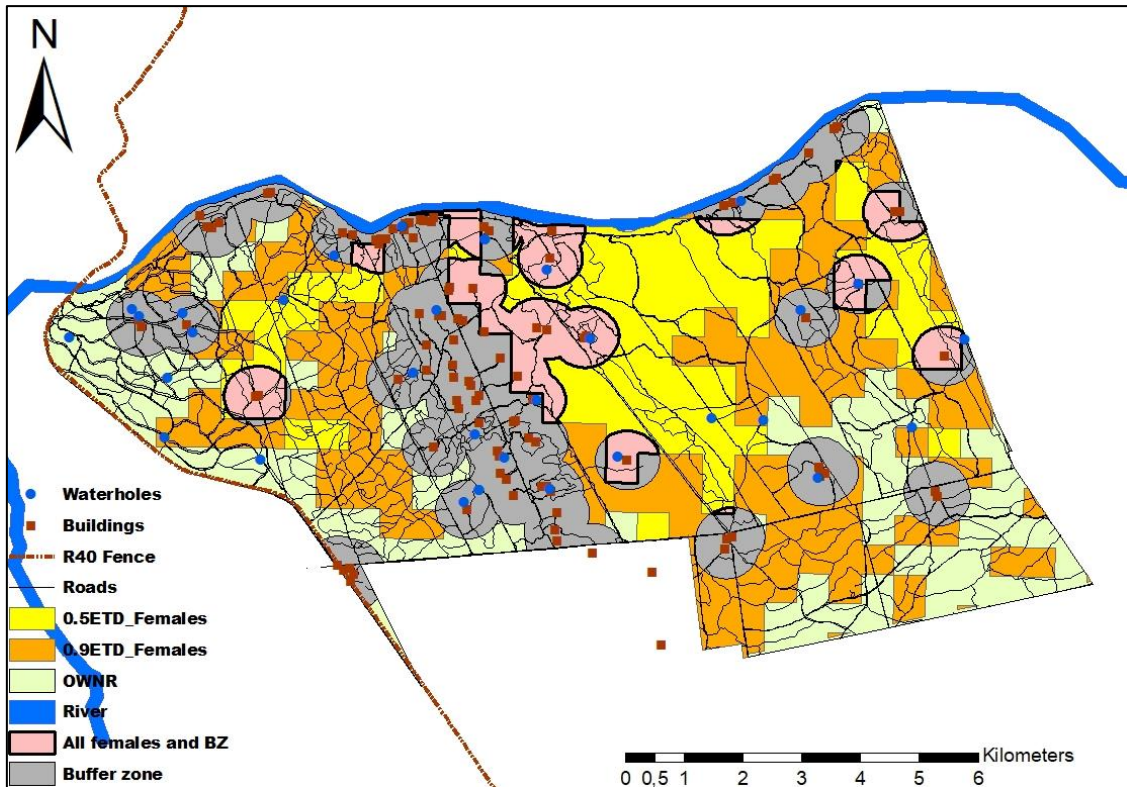 N
Waterholes
Buildings
R40 Fence
Roads
0.5ETD_Females
0.9ETD_Females
OWNR
River
All females and BZ
Buffer zone
Kilometers
0 0,5 1 2 3 4 5 6